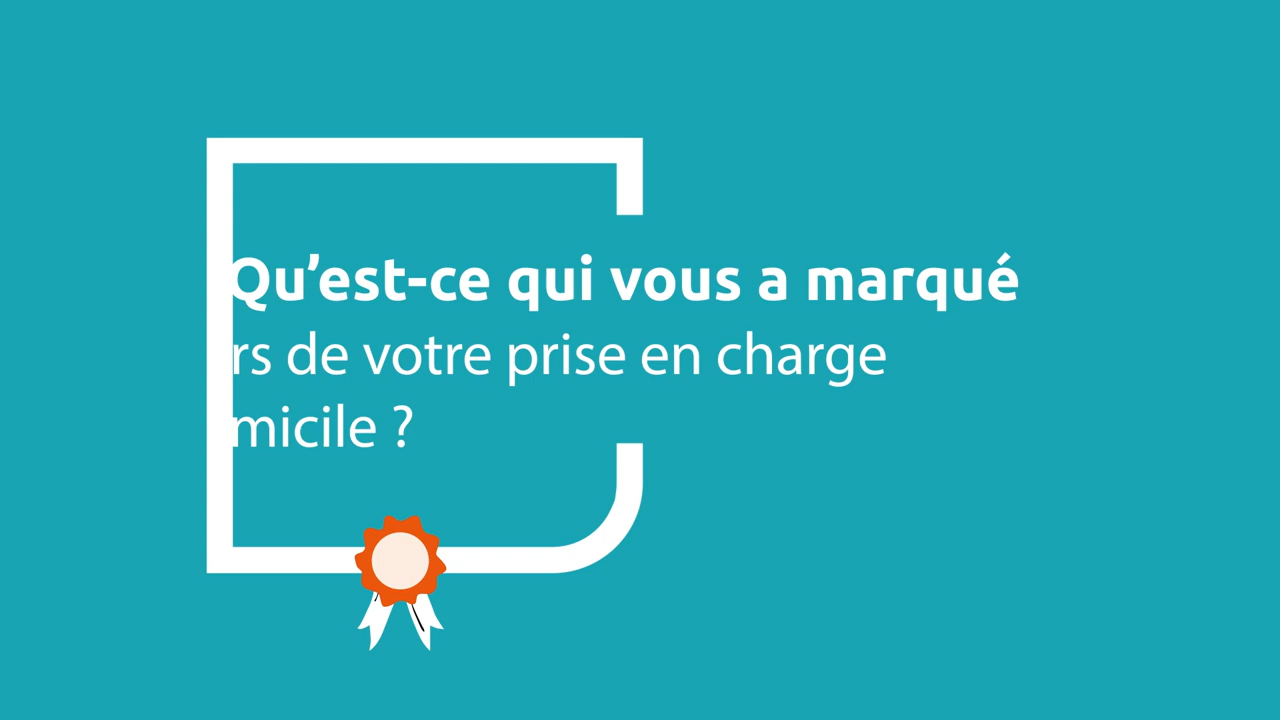 Qu’est-ce qui vous a marqué
rs de votre prise en charge
micile ?